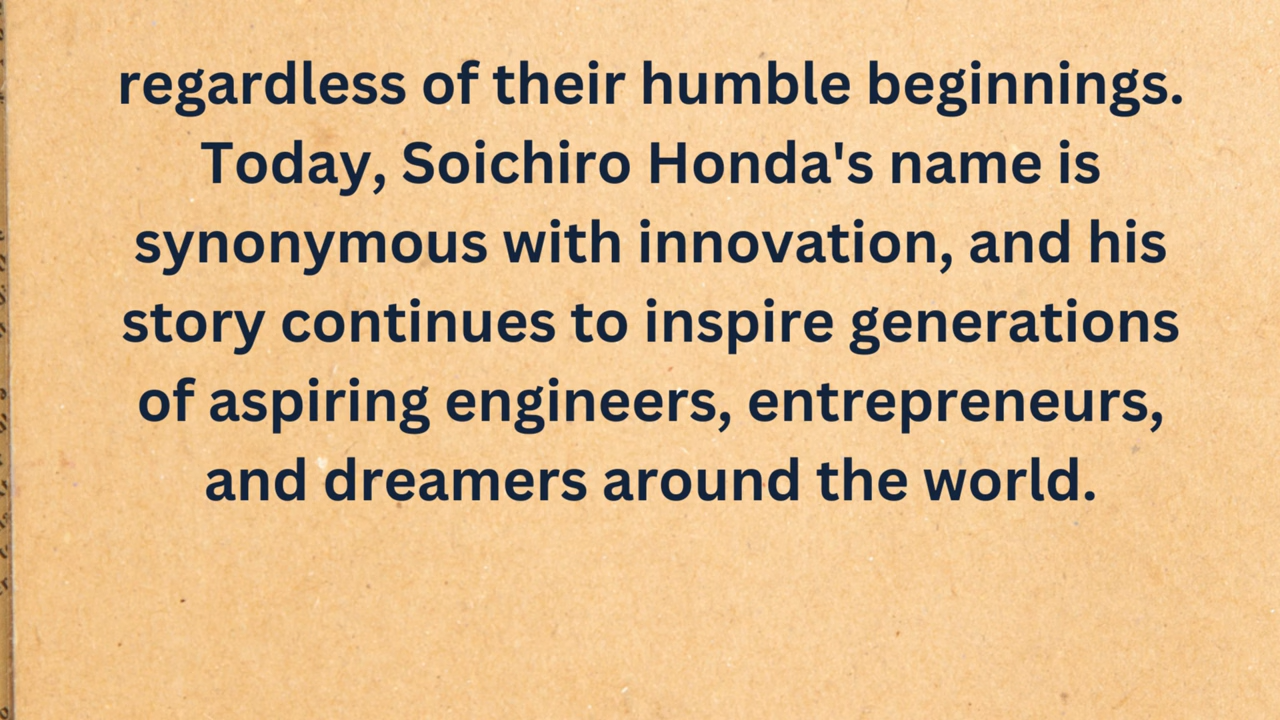 regardless of their humble beginnings.
Today, Soichiro Honda's name is
synonymous with innovation, and his
story continues to inspire generations
of aspiring engineers, entrepreneurs,
and dreamers around the world.